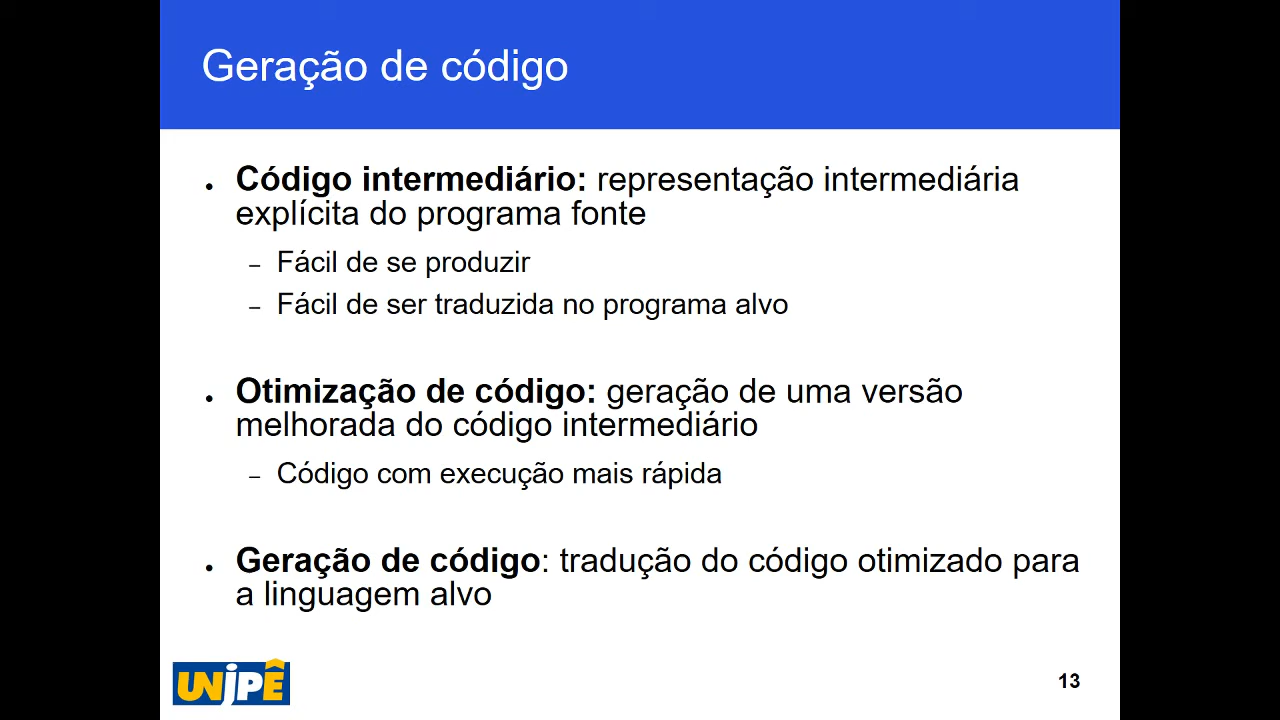 Geração de código
● Código intermediário: representação intermediária
explícita do programa fonte
– Fácil de se produzir
– Fácil de ser traduzida no programa alvo
● Otimização de código: geração de uma versão
melhorada do código intermediário
– Código com execução mais rápida
● Geração de código: tradução do código otimizado para
a linguagem alvo
UNIPÊ
13